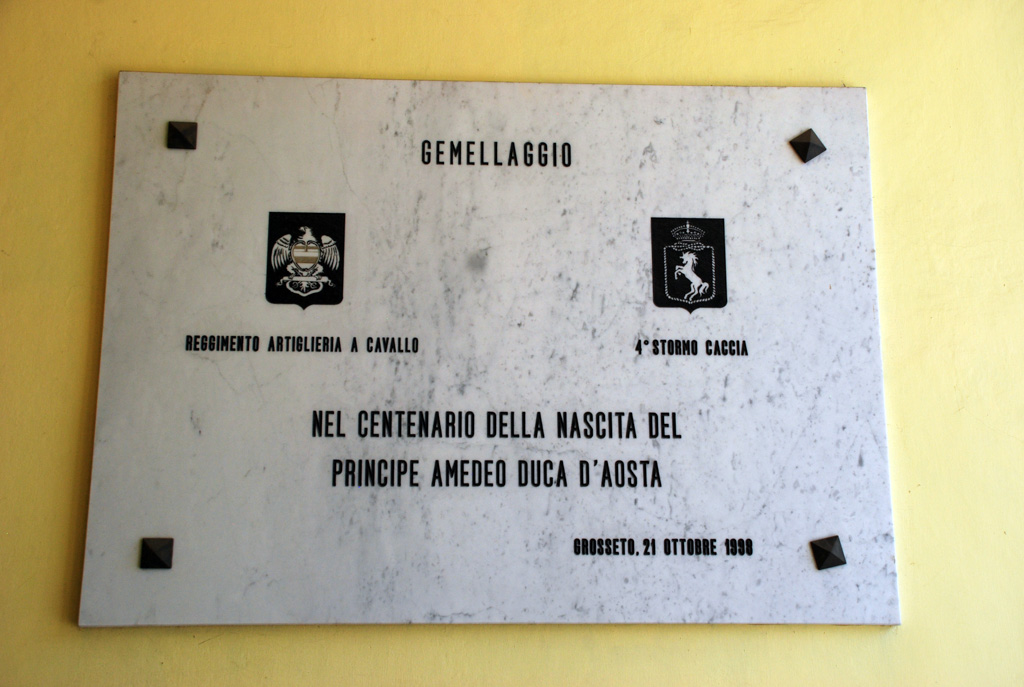 GEMELLAGGIO
REGGIMENTO ARTIGLIERIA A CAVALLO
4° STORMO CACCIA
NEL CENTENARIO DELLA NASCITA DEL
PRINCIPE AMEDEO DUCA D'AOSTA
GROSSETO, 21 OTTOBRE 1998